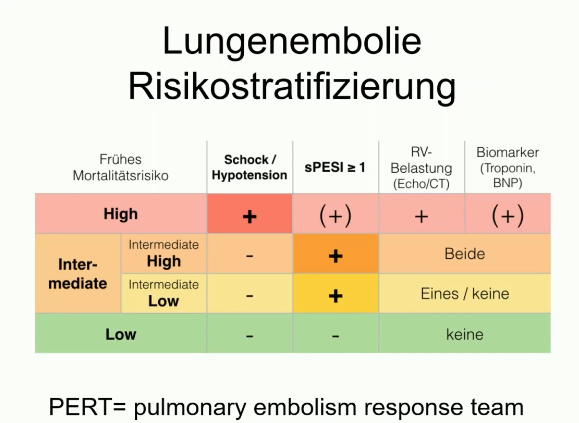 Lungenembolie
Risikostratifizierung
Frühes
Mortalitätsrisiko
Schock /
Hypotension
sPESI ≥ 1
RV-
Belastung
(Echo/CT)
Biomarker
(Troponin,
BNP)
High + (+) + (+)
Inter-
mediate
Intermediate
High - + Beide
Intermediate
Low - + Eines / keine
Low - - keine
PERT= pulmonary embolism response team